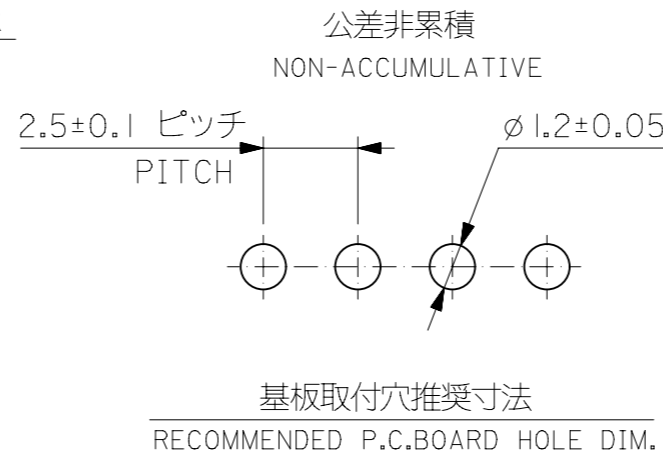 公差非累積
NON-ACCUMULATIVE
2.5±0.1 ピッチ
PITCH
⌀1.2±0.05
基板取付穴推奨寸法
RECOMMENDED P.C.BOARD HOLE DIM.